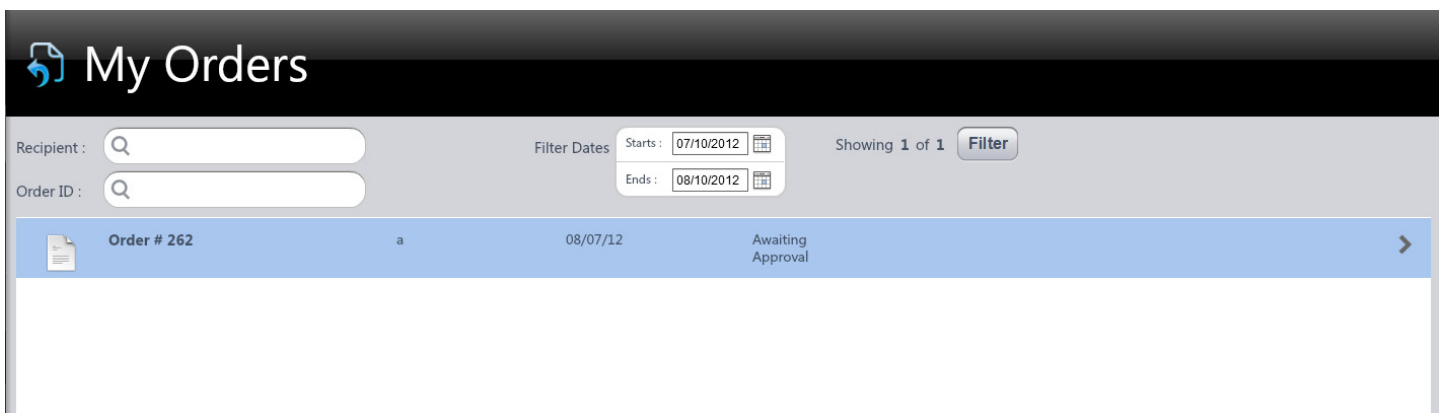 My Orders
Recipient :
Filter Dates
Starts : 07/10/2012
Showing 1 of 1
Filter
Order ID :
Ends : 08/10/2012
Order # 262
a
08/07/12
Awaiting
Approval